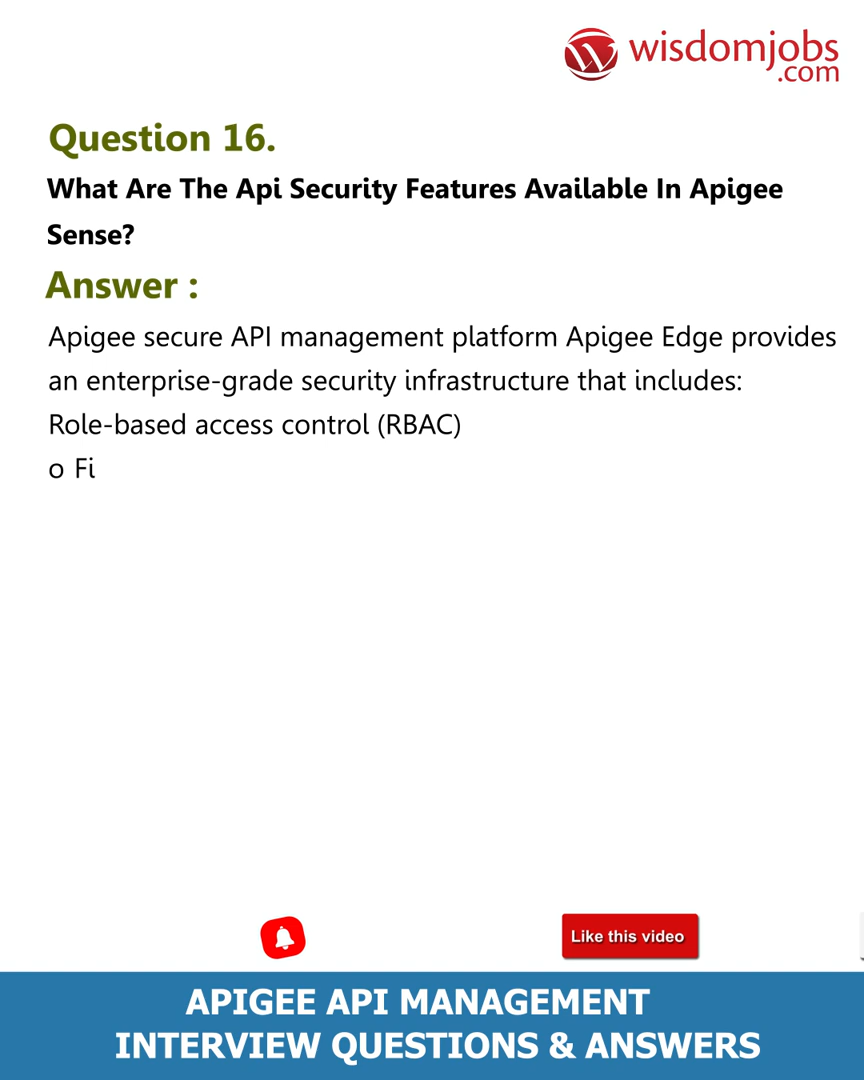 wisdomjobs
.com
Question 16.
What Are The Api Security Features Available In Apigee
Sense?
Answer :
Apigee secure API management platform Apigee Edge provides
an enterprise-grade security infrastructure that includes:
Role-based access control (RBAC)
o Fi
Like this video
APIGEE API MANAGEMENT
INTERVIEW QUESTIONS & ANSWERS